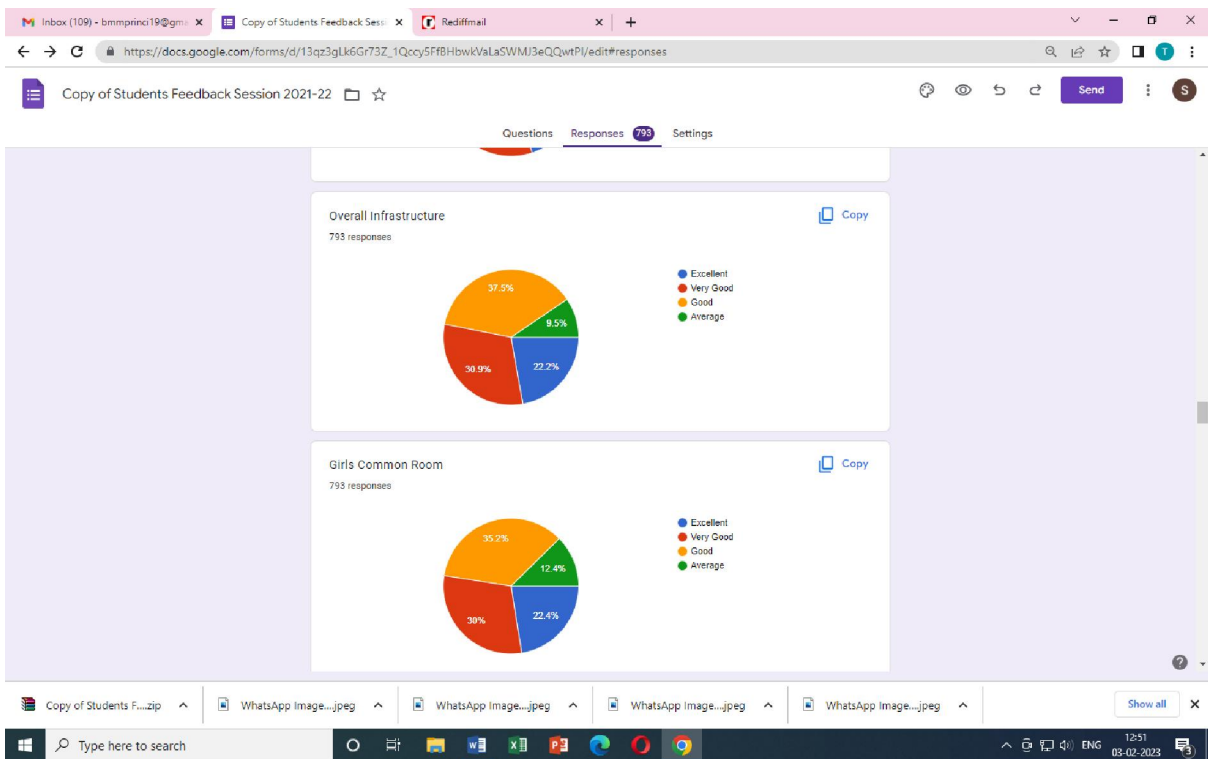 Inbox (109) - bmmprinci19@gma
Copy of Students Feedback Sessi
Rediffmail
https://docs.google.com/forms/d/13qz3gLk6Gr73Z_1Qccy5Ff8HbwkVaLaSWMJ3eQQwtPI/edit#responses
T
Copy of Students Feedback Session 2021-22
Send
S
Questions
Responses 793
Settings
Overall Infrastructure
Copy
793 responses
Excellent
Very Good
Good
Average
37.5%
9.5%
30.9%
22.2%
Girls Common Room
Copy
793 responses
Excellent
Very Good
Good
Average
35.2%
12.4%
30%
22.4%
Copy of Students F....zip
WhatsApp Image...jpeg
WhatsApp Image...jpeg
WhatsApp Image...jpeg
WhatsApp Image...jpeg
Show all
Type here to search
ENG
12:51
03-02-2023